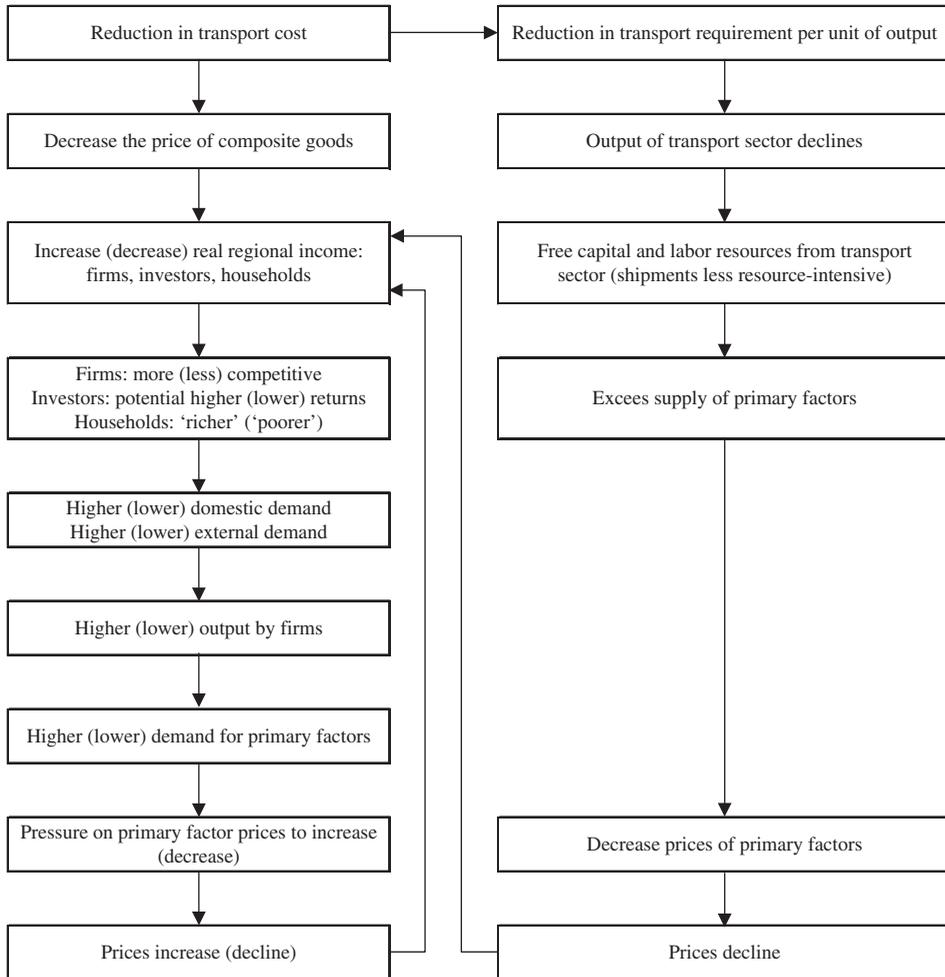 Reduction in transport cost
Reduction in transport requirement per unit of output
Decrease the price of composite goods
Output of transport sector declines
Increase (decrease) real regional income:
firms, investors, households
Free capital and labor resources from transport
sector (shipments less resource-intensive)
Firms: more (less) competitive
Investors: potential higher (lower) returns
Households: ‘richer’ (‘poorer’)
Excees supply of primary factors
Higher (lower) domestic demand
Higher (lower) external demand
Higher (lower) output by firms
Higher (lower) demand for primary factors
Pressure on primary factor prices to increase
(decrease)
Decrease prices of primary factors
Prices increase (decline)
Prices decline